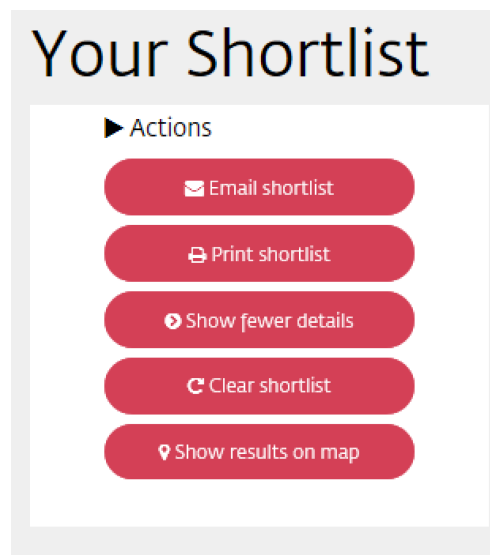 Your Shortlist
Actions
Email shortlist
Print shortlist
Show fewer details
Clear shortlist
Show results on map